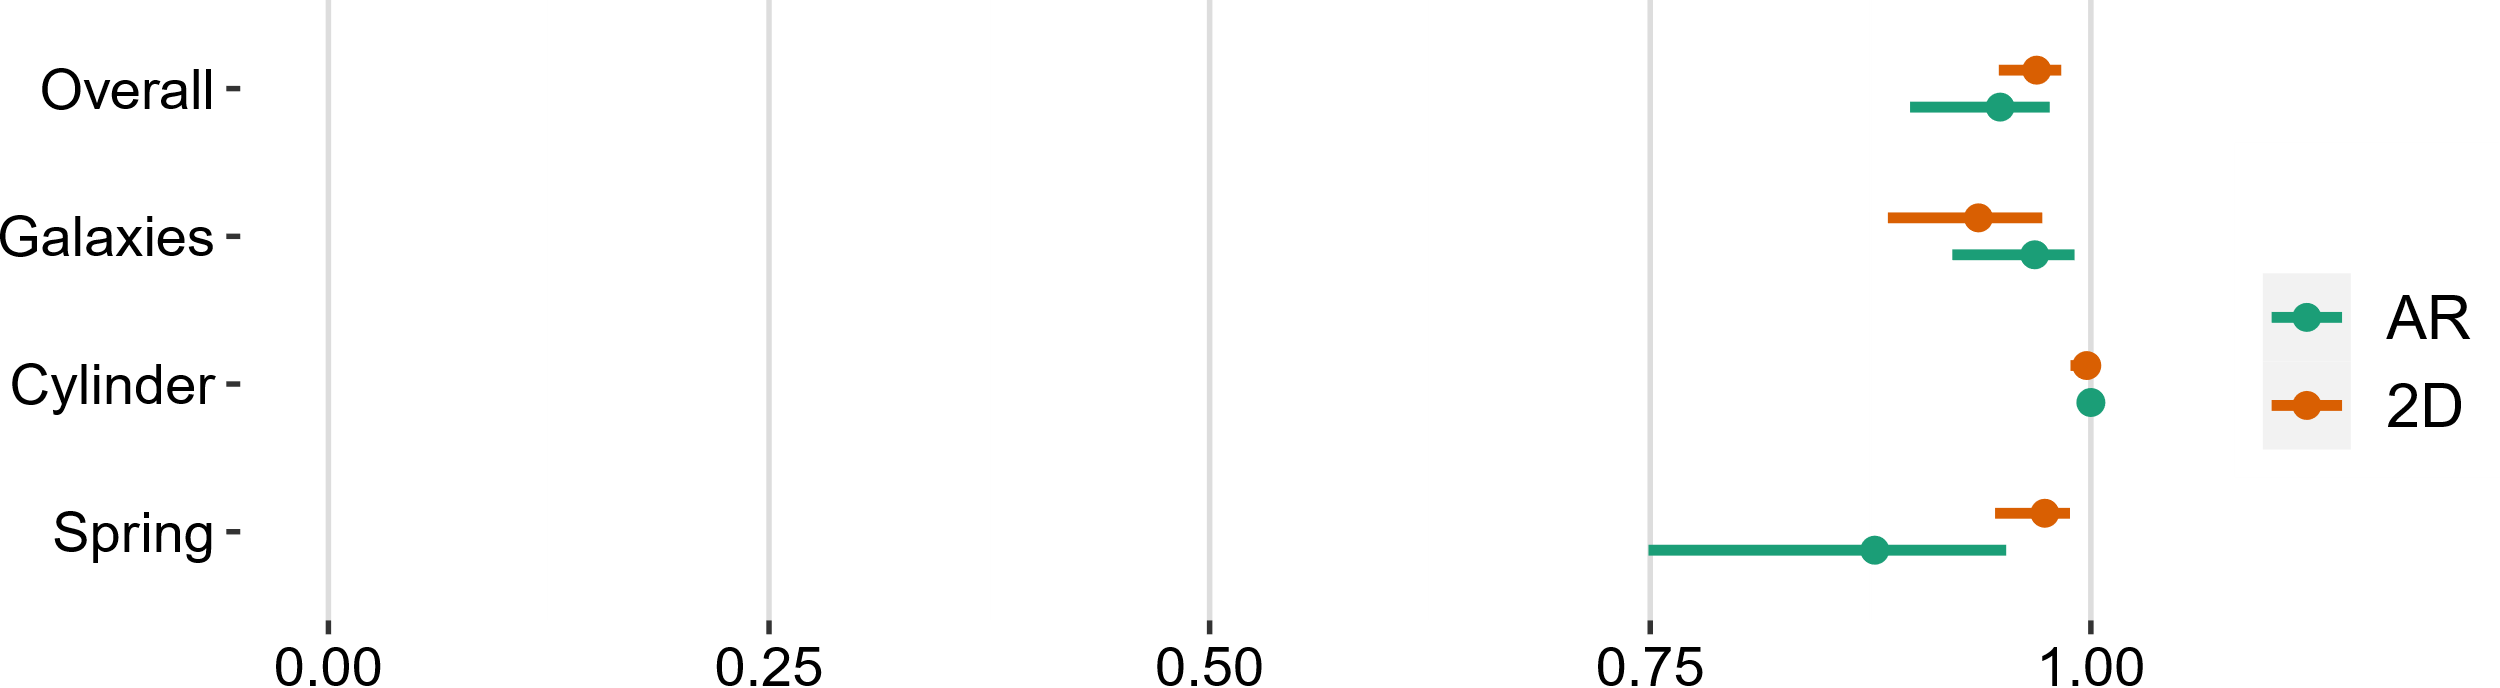 Overall
Galaxies
Cylinder
Spring
0.00 0.25 0.50 0.75 1.00
AR
2D